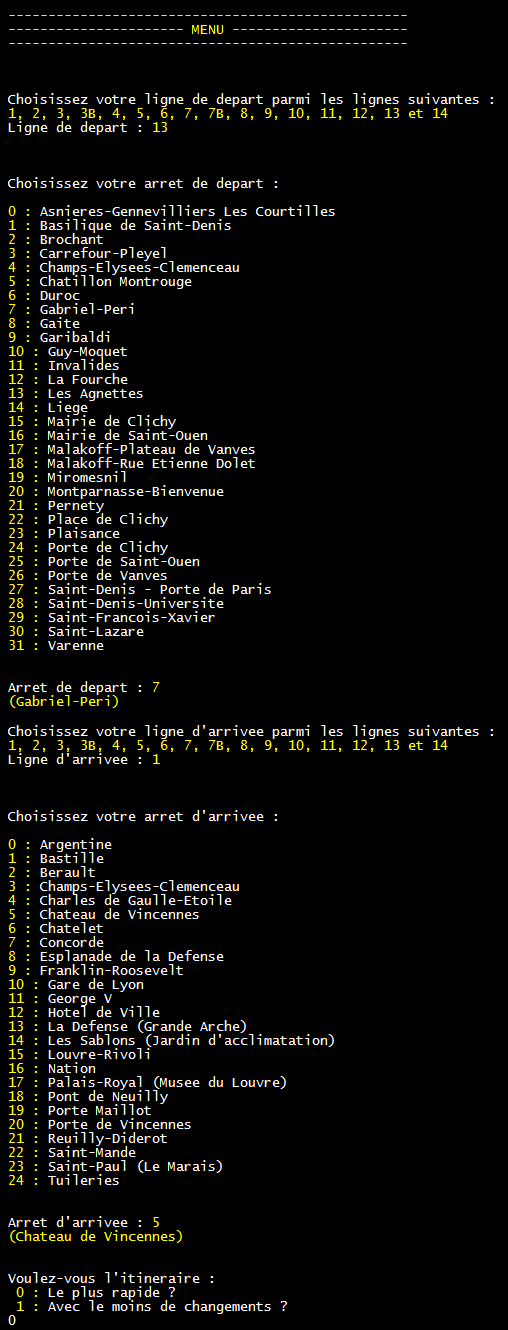 --------------------------------------------------
---------------------- MENU ----------------------
--------------------------------------------------
Choisissez votre ligne de depart parmi les lignes suivantes :
1, 2, 3, 3B, 4, 5, 6, 7, 7B, 8, 9, 10, 11, 12, 13 et 14
Ligne de depart : 13
Choisissez votre arret de depart :
0 : Asnieres-Gennevilliers Les Courtilles
1 : Basilique de Saint-Denis
2 : Brochant
3 : Carrefour-Pleyel
4 : Champs-Elysees-Clemenceau
5 : Chatillon Montrouge
6 : Duroc
7 : Gabriel-Peri
8 : Gaite
9 : Garibaldi
10 : Guy-Moquet
11 : Invalides
12 : La Fourche
13 : Les Agnettes
14 : Liege
15 : Mairie de Clichy
16 : Mairie de Saint-Ouen
17 : Malakoff-Plateau de Vanves
18 : Malakoff-Rue Etienne Dolet
19 : Miromesnil
20 : Montparnasse-Bienvenue
21 : Pernety
22 : Place de Clichy
23 : Plaisance
24 : Porte de Clichy
25 : Porte de Saint-Ouen
26 : Porte de Vanves
27 : Saint-Denis - Porte de Paris
28 : Saint-Denis-Universite
29 : Saint-Francois-Xavier
30 : Saint-Lazare
31 : Varenne
Arret de depart : 7
(Gabriel-Peri)
Choisissez votre ligne d'arrivee parmi les lignes suivantes :
1, 2, 3, 3B, 4, 5, 6, 7, 7B, 8, 9, 10, 11, 12, 13 et 14
Ligne d'arrivee : 1
Choisissez votre arret d'arrivee :
0 : Argentine
1 : Bastille
2 : Berault
3 : Champs-Elysees-Clemenceau
4 : Charles de Gaulle-Etoile
5 : Chateau de Vincennes
6 : Chatelet
7 : Concorde
8 : Esplanade de la Defense
9 : Franklin-Roosevelt
10 : Gare de Lyon
11 : George V
12 : Hotel de Ville
13 : La Defense (Grande Arche)
14 : Les Sablons (Jardin d'acclimatation)
15 : Louvre-Rivoli
16 : Nation
17 : Palais-Royal (Musee du Louvre)
18 : Pont de Neuilly
19 : Porte Maillot
20 : Porte de Vincennes
21 : Reuilly-Diderot
22 : Saint-Mande
23 : Saint-Paul (Le Marais)
24 : Tuileries
Arret d'arrivee : 5
(Chateau de Vincennes)
Voulez-vous l'itineraire :
0 : Le plus rapide ?
1 : Avec le moins de changements ?
0